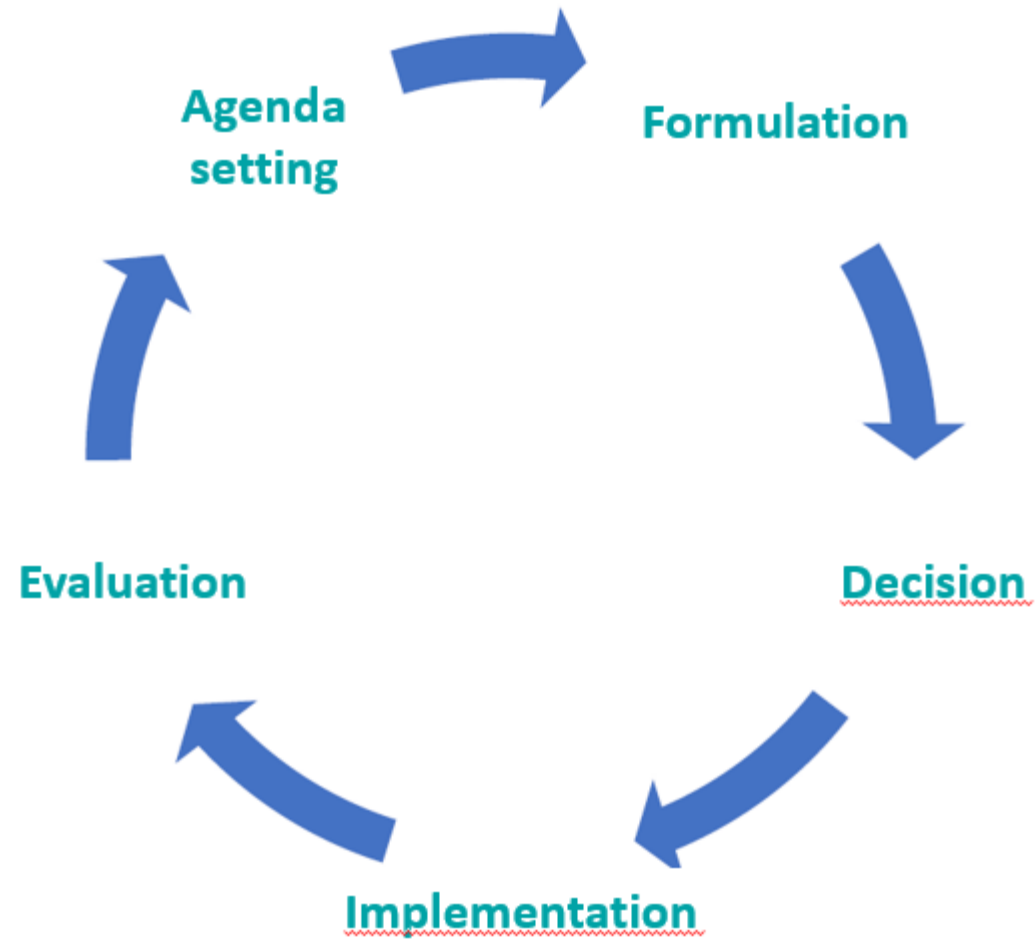 Agenda
setting
Formulation
Decision
Implementation
Evaluation